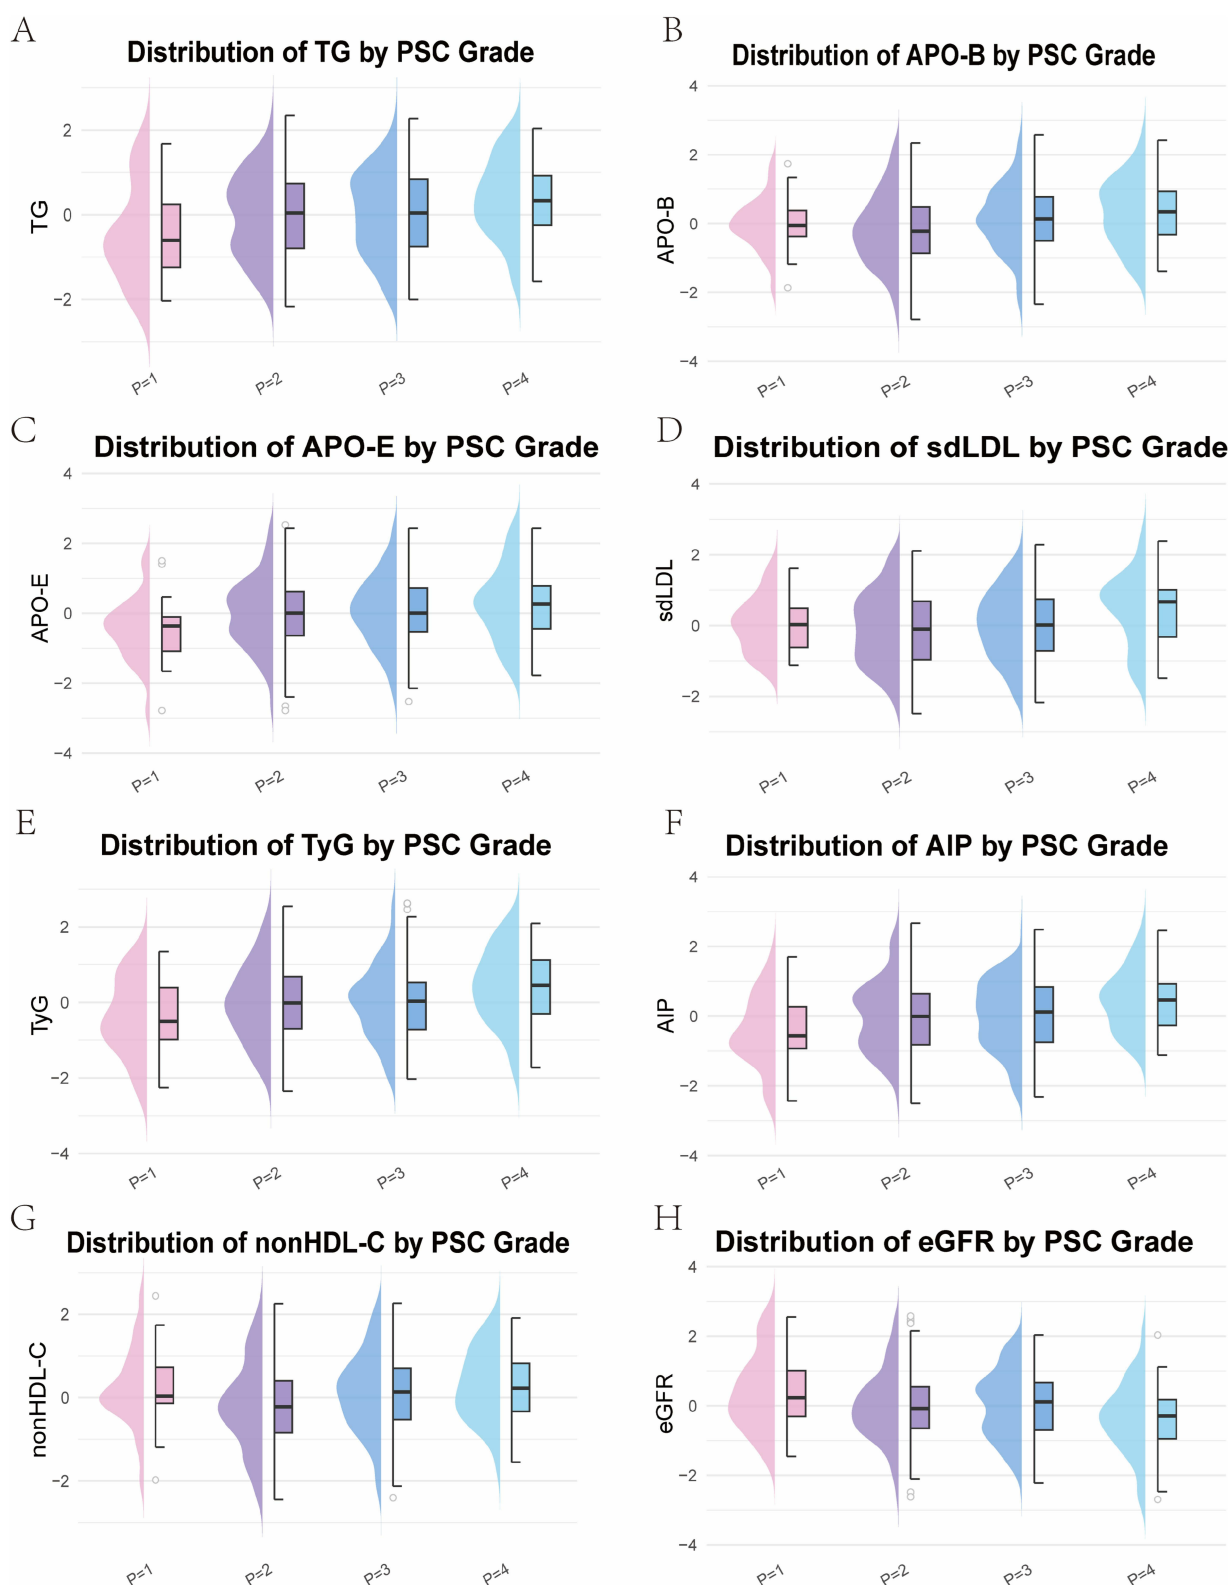 A
Distribution of TG by PSC Grade
TG
2
0
−2
P=1
P=2
P=3
P=4
B
Distribution of APO-B by PSC Grade
APO-B
4
2
0
−2
−4
P=1
P=2
P=3
P=4
C
Distribution of APO-E by PSC Grade
APO-E
4
2
0
−2
−4
P=1
P=2
P=3
P=4
D
Distribution of sdLDL by PSC Grade
sdLDL
4
2
0
−2
P=1
P=2
P=3
P=4
E
Distribution of TyG by PSC Grade
TyG
2
0
−2
−4
P=1
P=2
P=3
P=4
F
Distribution of AIP by PSC Grade
AIP
4
2
0
−2
−4
P=1
P=2
P=3
P=4
G
Distribution of nonHDL-C by PSC Grade
nonHDL-C
2
0
−2
P=1
P=2
P=3
P=4
H
Distribution of eGFR by PSC Grade
eGFR
4
2
0
−2
−4
P=1
P=2
P=3
P=4